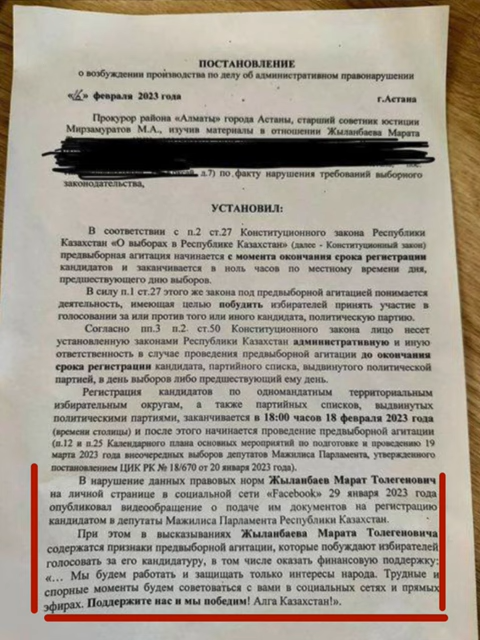 ПОСТАНОВЛЕНИЕ
о возбуждении производства по делу об административном правонарушении
февраля 2023 года г.Астана
Прокурор района «Алматы» города Астаны, старший советник юстиции
Мирзамуратов М.А., изучив материалы в отношении Жыланбаева Марата
д.7) по факту нарушения требований выборного
законодательства,
УСТАНОВИЛ:
В соответствии с п.2 ст.27 Конституционного закона Республики
Казахстан «О выборах в Республике Казахстан» (далее - Конституционный закон)
предвыборная агитация начинается с момента окончания срока регистрации
кандидатов и заканчивается в ноль часов по местному времени дня,
предшествующего дню выборов.
В силу п.1 ст.27 этого же закона под предвыборной агитацией понимается
деятельность, имеющая целью побудить избирателей принять участие в
голосовании за или против того или иного кандидата, политическую партию.
Согласно пп.3 п.2 ст.50 Конституционного закона лицо несет
установленную законами Республики Казахстан административную и иную
ответственность в случае проведения предвыборной агитации до окончания
срока регистрации кандидата, партийного списка, выдвинутого политической
партией, в день выборов либо предшествующий ему день.
Регистрация кандидатов по одномандатным территориальным
избирательным округам, а также партийных списков, выдвинутых
политическими партиями, заканчивается в 18:00 часов 18 февраля 2023 года
(времени столицы) и после этого начинается проведение предвыборной агитации
(п.12 и п.25 Календарного плана основных мероприятий по подготовке и проведению 19
марта 2023 года внеочередных выборов депутатов Мажилиса Парламента, утвержденного
постановлением ЦИК РК № 18/670 от 20 января 2023 года).
В нарушение данных правовых норм Жыланбаев Марат Толегенович
на личной странице в социальной сети «Facebook» 29 января 2023 года
опубликовал видеообращение о подаче им документов на регистрацию
кандидатом в депутаты Мажилиса Парламента Республики Казахстан.
При этом в высказываниях Жыланбаева Марата Толегеновича
содержатся признаки предвыборной агитации, которые побуждают избирателей
голосовать за его кандидатуру, в том числе оказать финансовую поддержку:
«… Мы будем работать и защищать только интересы народа. Трудные и
спорные моменты будем советоваться с вами в социальных сетях и прямых
эфирах. Поддержите нас и мы победим! Алга Казахстан!».